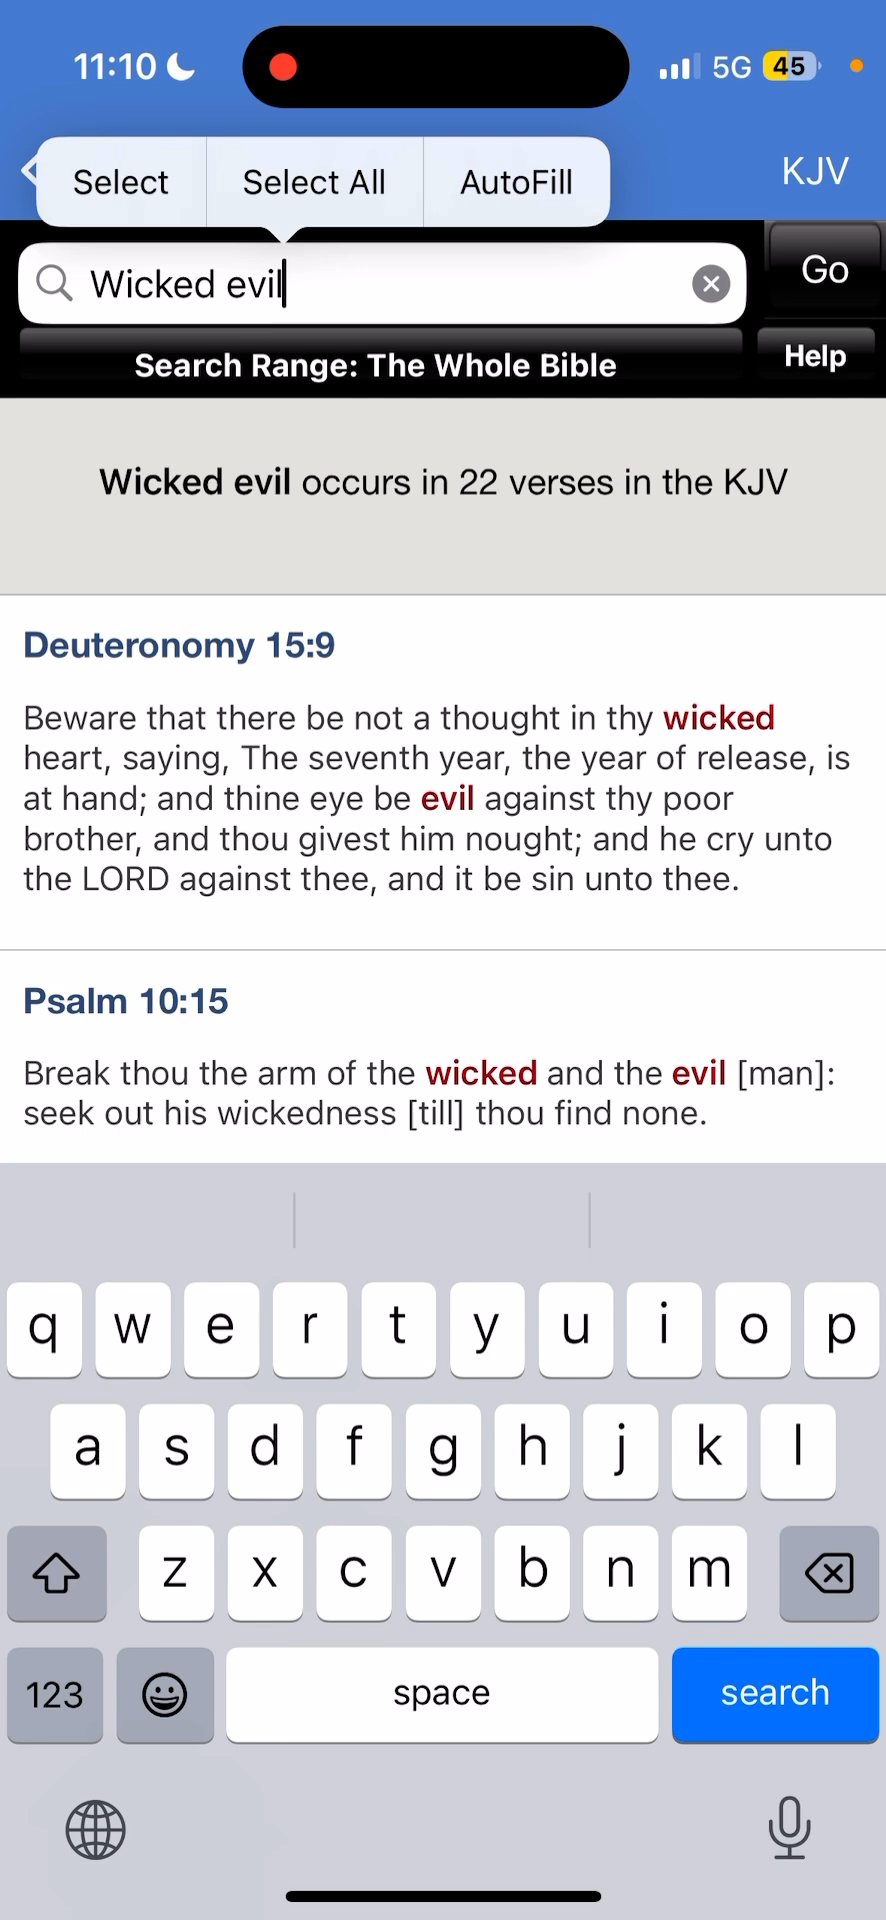 11:10 5G 45
Select Select All AutoFill KJV
Wicked evil Go
Search Range: The Whole Bible Help
Wicked evil occurs in 22 verses in the KJV
Deuteronomy 15:9
Beware that there be not a thought in thy wicked
heart, saying, The seventh year, the year of release, is
at hand; and thine eye be evil against thy poor
brother, and thou givest him nought; and he cry unto
the LORD against thee, and it be sin unto thee.
Psalm 10:15
Break thou the arm of the wicked and the evil [man]:
seek out his wickedness [till] thou find none.
q w e r t y u i o p
a s d f g h j k l
z x c v b n m
123 space search